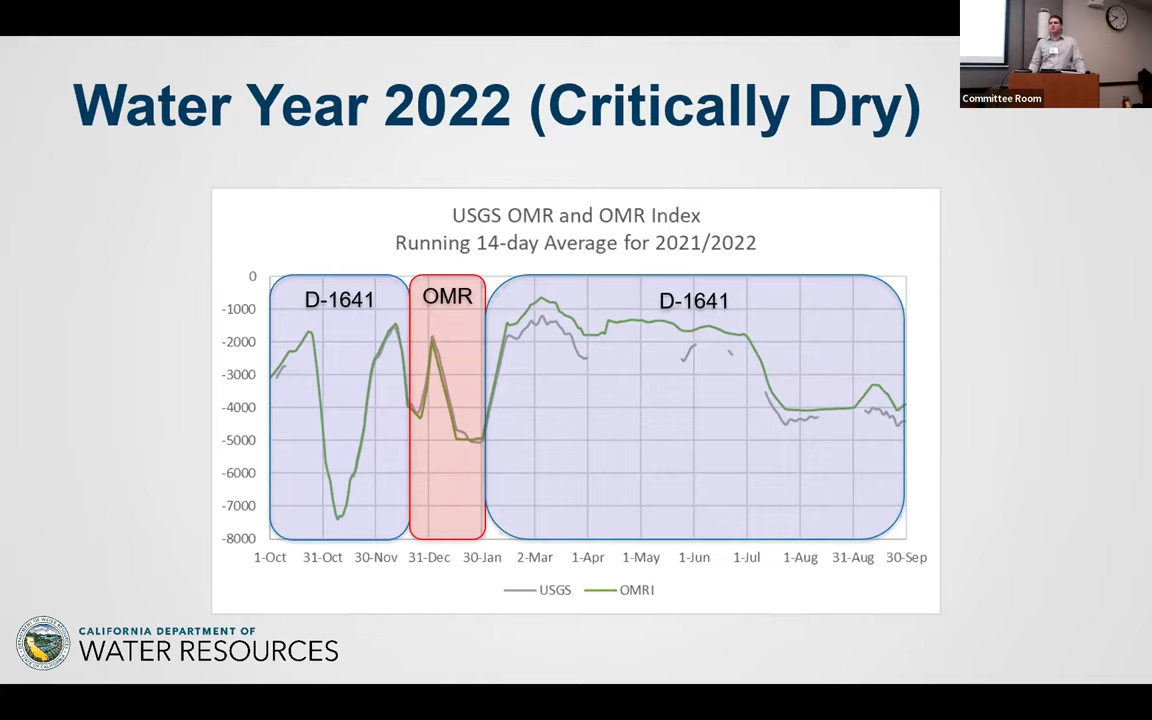 Water Year 2022 (Critically Dry)
Committee Room
USGS OMR and OMR Index
Running 14-day Average for 2021/2022
D-1641
OMR
D-1641
0
-1000
-2000
-3000
-4000
-5000
-6000
-7000
-8000
1-Oct 31-Oct 30-Nov 31-Dec 30-Jan 2-Mar 1-Apr 1-May 1-Jun 1-Jul 1-Aug 31-Aug 30-Sep
USGS OMRI
CALIFORNIA DEPARTMENT OF
WATER RESOURCES